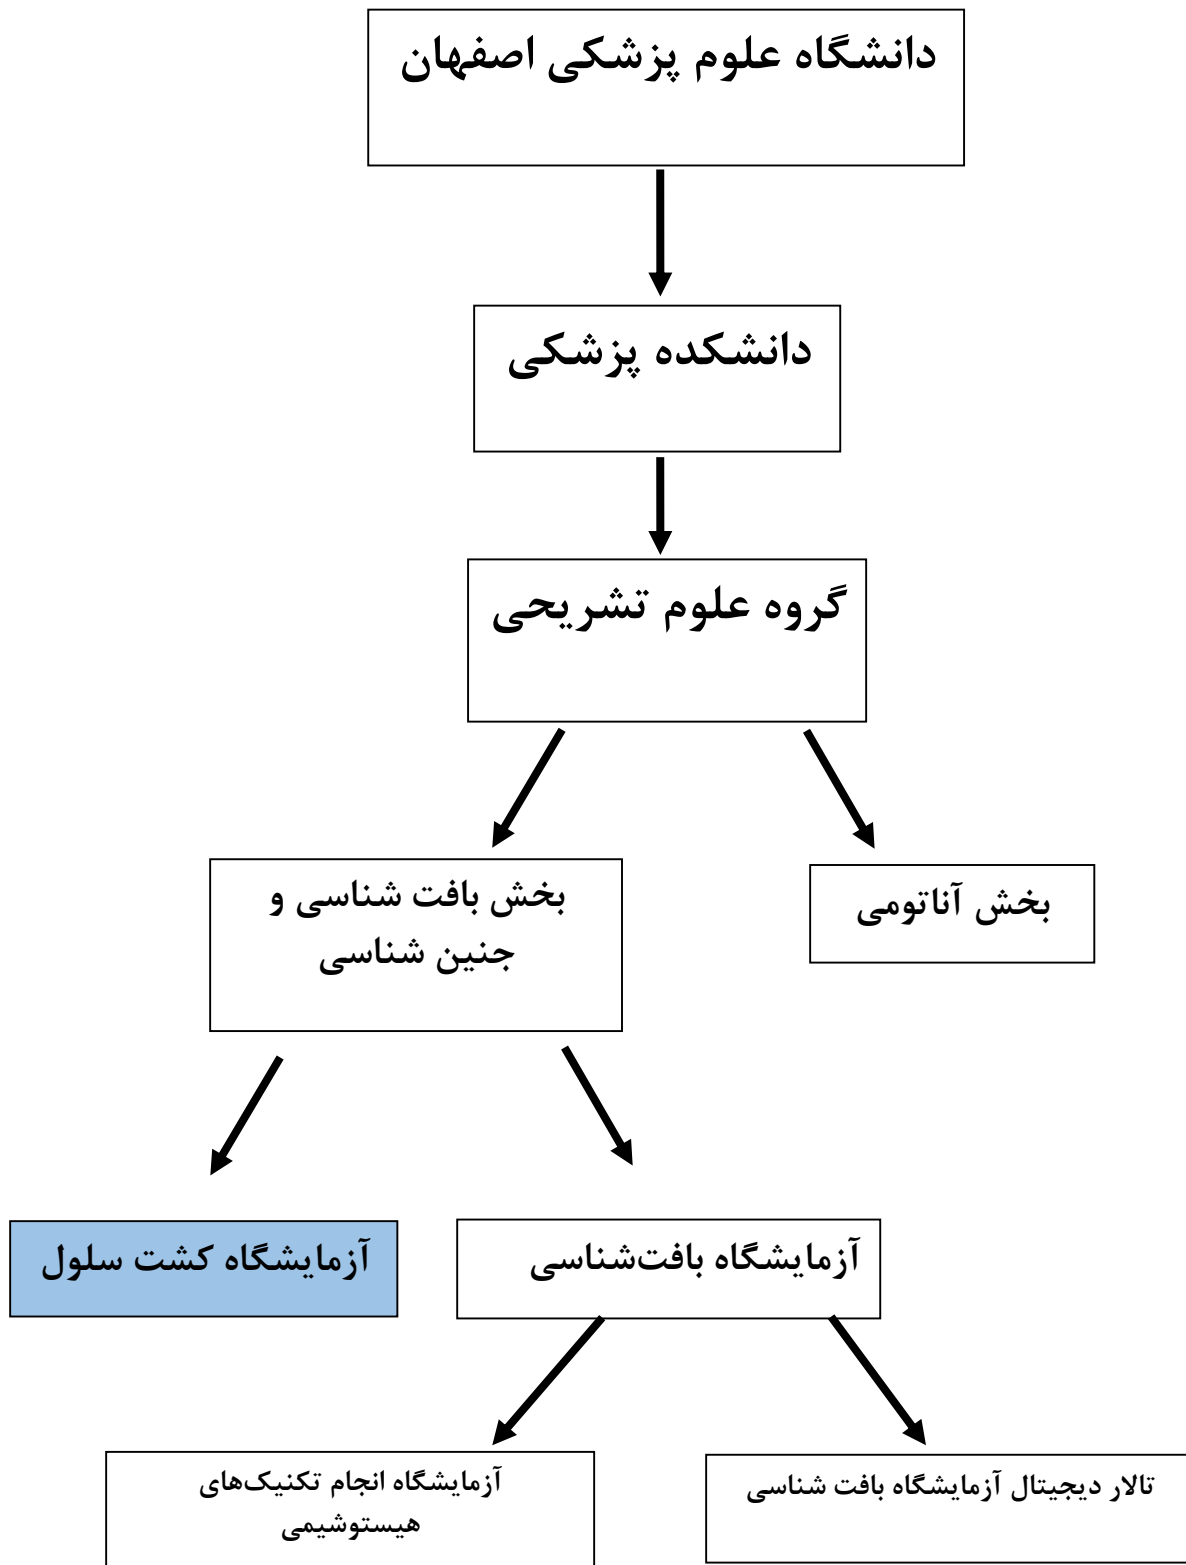 دانشگاه علوم پزشکی اصفهان
دانشکده پزشکی
گروه علوم تشریحی
بخش آناتومی
بخش بافت شناسی و
جنین شناسی
آزمایشگاه بافت‌شناسی
آزمایشگاه کشت سلول
تالار دیجیتال آزمایشگاه بافت شناسی
آزمایشگاه انجام تکنیک‌های
هیستوشیمی